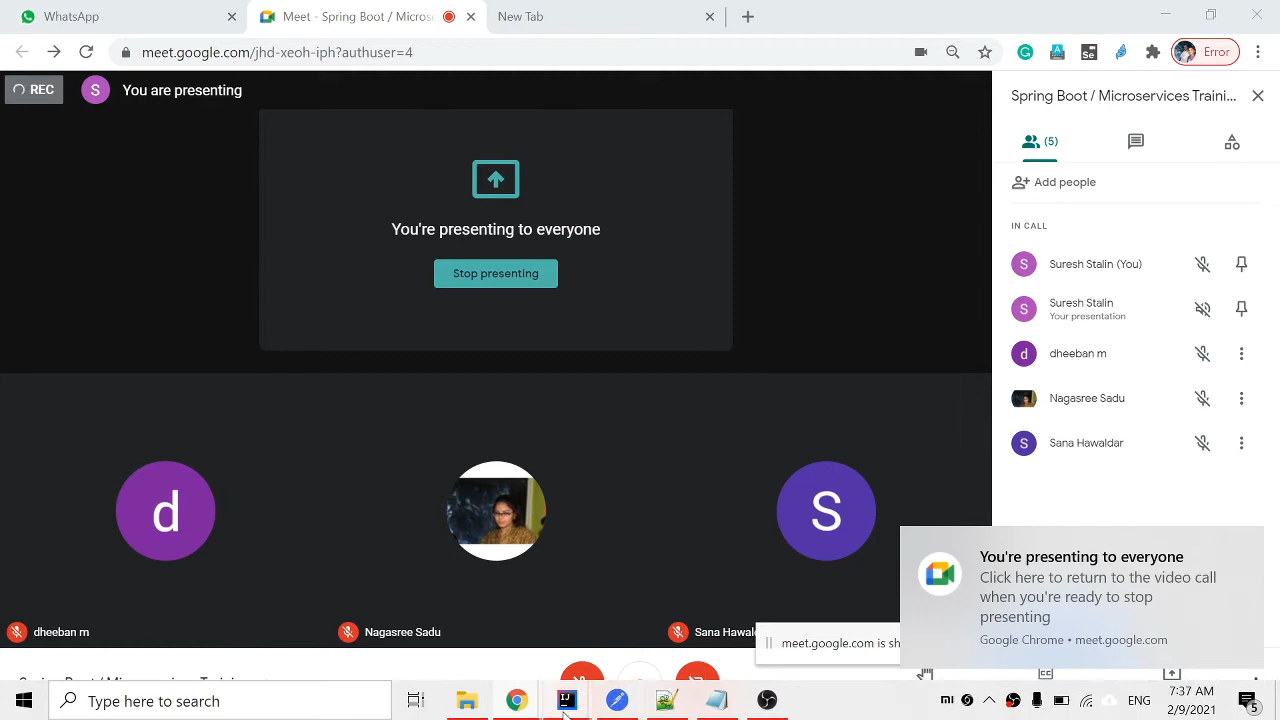 WhatsApp
Meet - Spring Boot / Micros
New Tab
meet.google.com/jhd-xeoh-iph?authuser=4
Se
Error
REC
S
You are presenting
Spring Boot / Microservices Traini...
(5)
Add people
You're presenting to everyone
Stop presenting
IN CALL
S
Suresh Stalin (You)
S
Suresh Stalin
Your presentation
d
dheeban m
Nagasree Sadu
S
Sana Hawaldar
d
S
dheeban m
Nagasree Sadu
Sana Hawal
You're presenting to everyone
Click here to return to the video call
when you're ready to stop
presenting
Google Chrome • meet.google.com
meet.google.com is sh
Type here to search
IJ
ENG
7:37 AM
2/9/2021
5